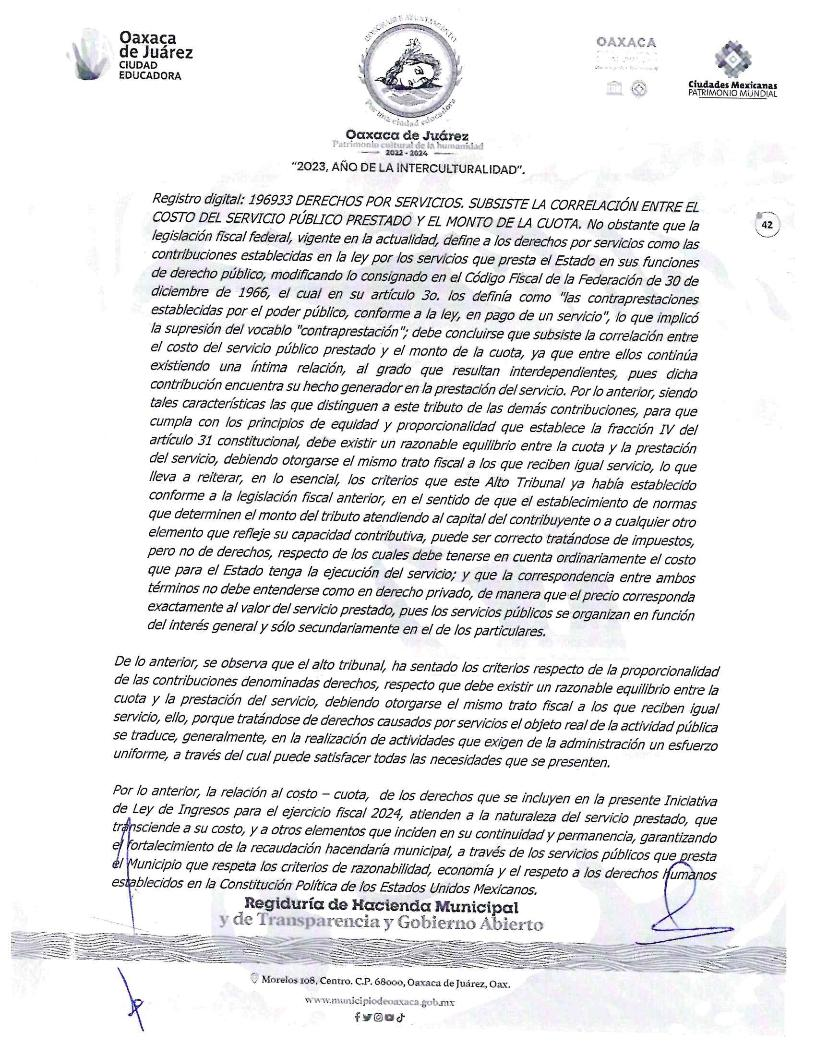 Oaxaca
de Juárez
CIUDAD
EDUCADORA
Oaxaca de Juárez
Patrimonio cultural de la humanidad
2022 - 2024
OAXACA
Ciudades Mexicanas
PATRIMONIO MUNDIAL
"2023, AÑO DE LA INTERCULTURALIDAD".
42
Registro digital: 196933 DERECHOS POR SERVICIOS. SUBSISTE LA CORRELACIÓN ENTRE EL
COSTO DEL SERVICIO PÚBLICO PRESTADO Y EL MONTO DE LA CUOTA. No obstante que la
legislación fiscal federal, vigente en la actualidad, define a los derechos por servicios como las
contribuciones establecidas en la ley por los servicios que presta el Estado en sus funciones
de derecho público, modificando lo consignado en el Código Fiscal de la Federación de 30 de
diciembre de 1966, el cual en su artículo 3o. los definía como "las contraprestaciones
establecidas por el poder público, conforme a la ley, en pago de un servicio", lo que implicó
la supresión del vocablo "contraprestación"; debe concluirse que subsiste la correlación entre
el costo del servicio público prestado y el monto de la cuota, ya que entre ellos continúa
existiendo una íntima relación, al grado que resultan interdependientes, pues dicha
contribución encuentra su hecho generador en la prestación del servicio. Por lo anterior, siendo
tales características las que distinguen a este tributo de las demás contribuciones, para que
cumpla con los principios de equidad y proporcionalidad que establece la fracción IV del
artículo 31 constitucional, debe existir un razonable equilibrio entre la cuota y la prestación
del servicio, debiendo otorgarse el mismo trato fiscal a los que reciben igual servicio, lo que
lleva a reiterar, en lo esencial, los criterios que este Alto Tribunal ya había establecido
conforme a la legislación fiscal anterior, en el sentido de que el establecimiento de normas
que determinen el monto del tributo atendiendo al capital del contribuyente o a cualquier otro
elemento que refleje su capacidad contributiva, puede ser correcto tratándose de impuestos,
pero no de derechos, respecto de los cuales debe tenerse en cuenta ordinariamente el costo
que para el Estado tenga la ejecución del servicio; y que la correspondencia entre ambos
términos no debe entenderse como en derecho privado, de manera que el precio corresponda
exactamente al valor del servicio prestado, pues los servicios públicos se organizan en función
del interés general y sólo secundariamente en el de los particulares.
De lo anterior, se observa que el alto tribunal, ha sentado los criterios respecto de la proporcionalidad
de las contribuciones denominadas derechos, respecto que debe existir un razonable equilibrio entre la
cuota y la prestación del servicio, debiendo otorgarse el mismo trato fiscal a los que reciben igual
servicio, ello, porque tratándose de derechos causados por servicios el objeto real de la actividad pública
se traduce, generalmente, en la realización de actividades que exigen de la administración un esfuerzo
uniforme, a través del cual puede satisfacer todas las necesidades que se presenten.
Por lo anterior, la relación al costo – cuota, de los derechos que se incluyen en la presente Iniciativa
de Ley de Ingresos para el ejercicio fiscal 2024, atienden a la naturaleza del servicio prestado, que
transciende a su costo, y a otros elementos que inciden en su continuidad y permanencia, garantizando
el fortalecimiento de la recaudación hacendaría municipal, a través de los servicios públicos que presta
el Municipio que respeta los criterios de razonabilidad, economía y el respeto a los derechos humanos
establecidos en la Constitución Política de los Estados Unidos Mexicanos.
Regiduría de Hacienda Municipal
y de Transparencia y Gobierno Abierto
Morelos 108, Centro. C.P. 68000, Oaxaca de Juárez, Oax.
www.municipiodeoaxaca.gob.mx